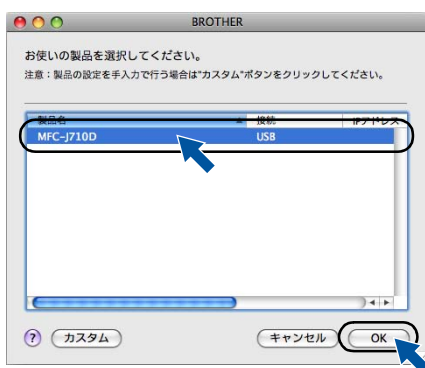 BROTHER
お使いの製品を選択してください。
注意：製品の設定を手入力で行う場合は"カスタム"ボタンをクリックしてください。
製品名 接続 IPアドレス
MFC-J710D USB
? カスタム キャンセル OK